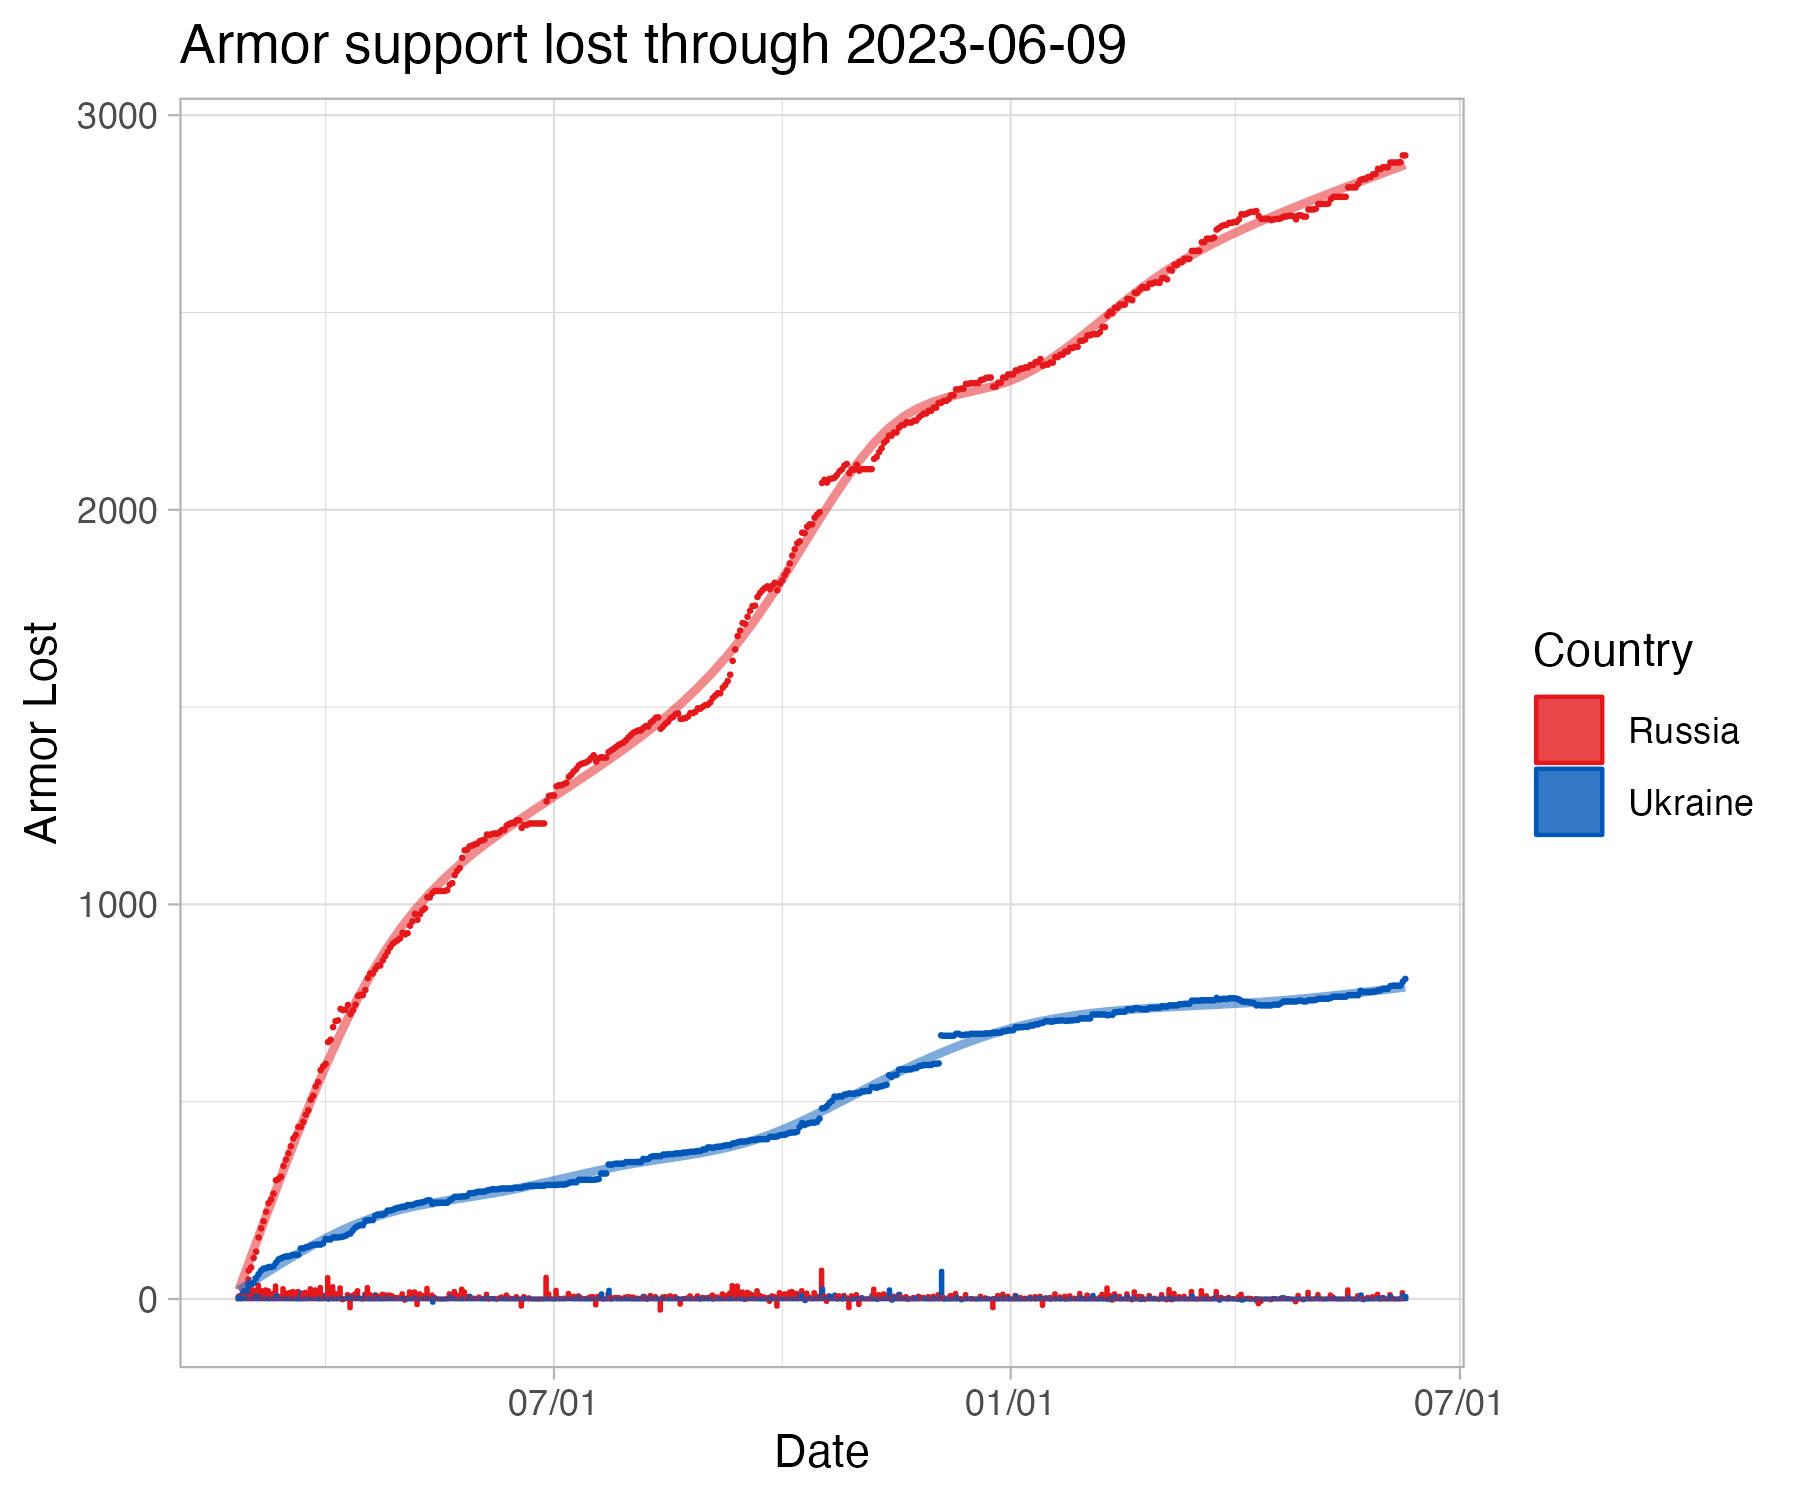 Armor support lost through 2023-06-09
3000
2000
1000
0
Armor Lost
07/01
01/01
07/01
Date
Country
Russia
Ukraine